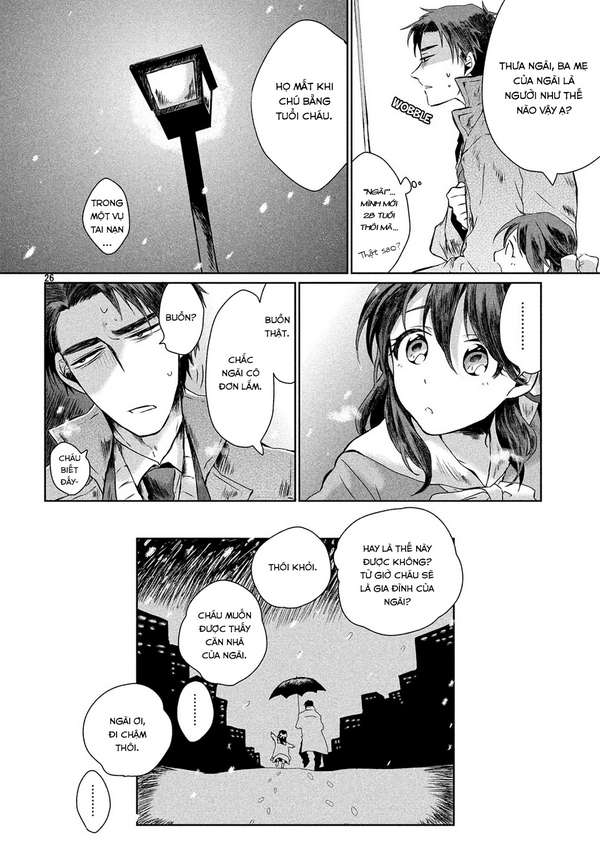 THƯA NGÀI, BA MẸ
CỦA NGÀI LÀ
NGƯỜI NHƯ THẾ
NÀO VẬY Ạ?
WOBBLE
"NGÀI"...
MÌNH MỚI
28 TUỔI
THÔI MÀ...
Thật sao?
HỌ MẤT KHI
CHÚ BẰNG
TUỔI CHÁU.
TRONG
MỘT VỤ
TAI NẠN
...
26
.........
BUỒN
THẬT.
CHẮC
NGÀI CÔ
ĐƠN LẮM.
BUỒN?
CHÁU
BIẾT
ĐẤY-
HAY LÀ THẾ NÀY
ĐƯỢC KHÔNG?
TỪ GIỜ CHÁU SẼ
LÀ GIA ĐÌNH CỦA
NGÀI?
THÔI KHỎI.
CHÁU MUỐN
ĐƯỢC THẤY
CĂN NHÀ
CỦA NGÀI.
.........
NGÀI ƠI,
ĐI CHẬM
THÔI.
.........